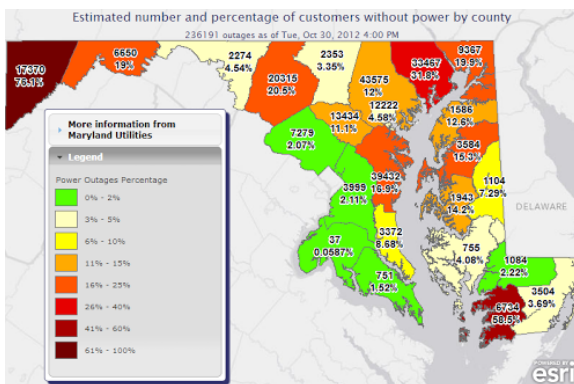 Estimated number and percentage of customers without power by county
236191 outages as of Tue, Oct 30, 2012 4:00 PM
17370
76.1%
6650
19%
2274
4.54%
20315
20.5%
2353
3.35%
43575
12%
33467
31.8%
9367
19.9%
13434
11.1%
12222
4.58%
1586
12.6%
7279
2.07%
39432
16.9%
3584
15.3%
3999
2.11%
1943
14.2%
1104
7.29%
DELAWARE
37
0.0587%
3372
8.68%
755
4.08%
1084
2.22%
751
1.52%
6734
58.5%
3504
3.69%
More information from
Maryland Utilities
Legend
Power Outages Percentage
0% - 2%
3% - 5%
6% - 10%
11% - 15%
16% - 25%
26% - 40%
41% - 60%
61% - 100%
POWERED BY
esri